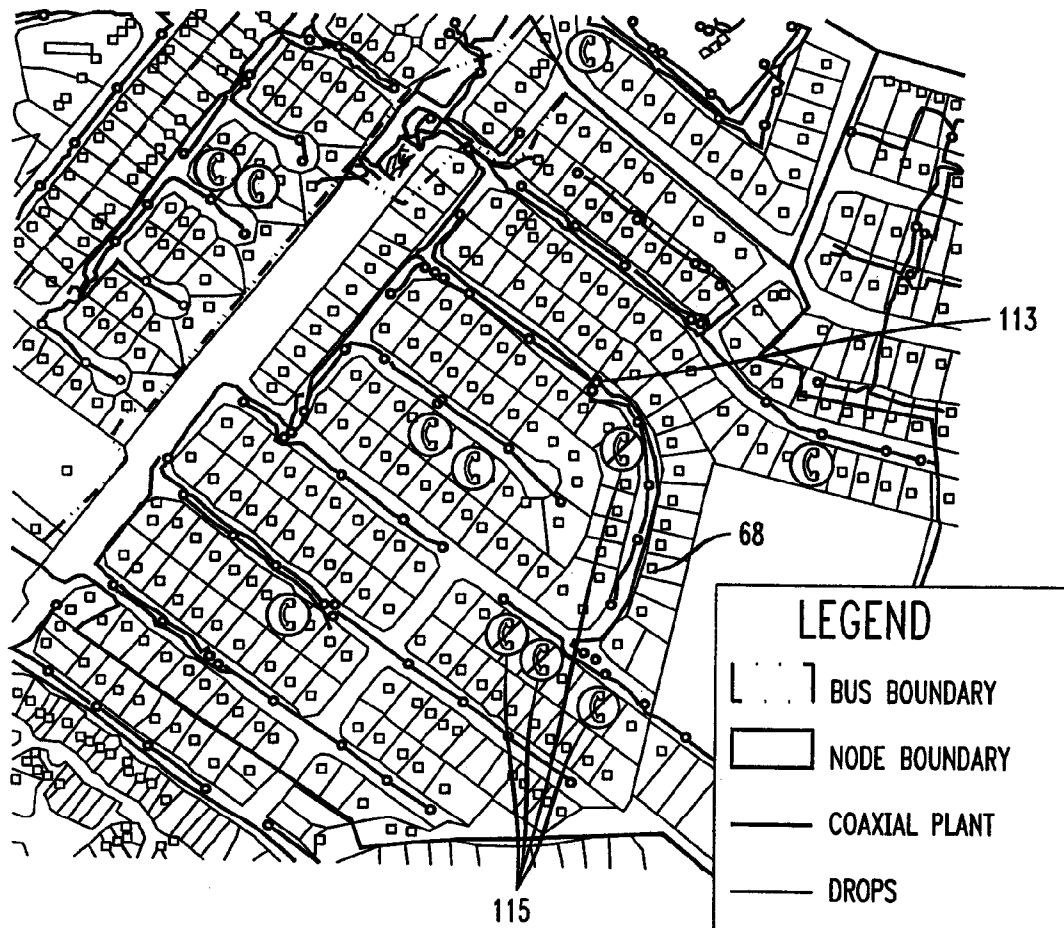 113
68
LEGEND
BUS BOUNDARY
NODE BOUNDARY
COAXIAL PLANT
DROPS
115